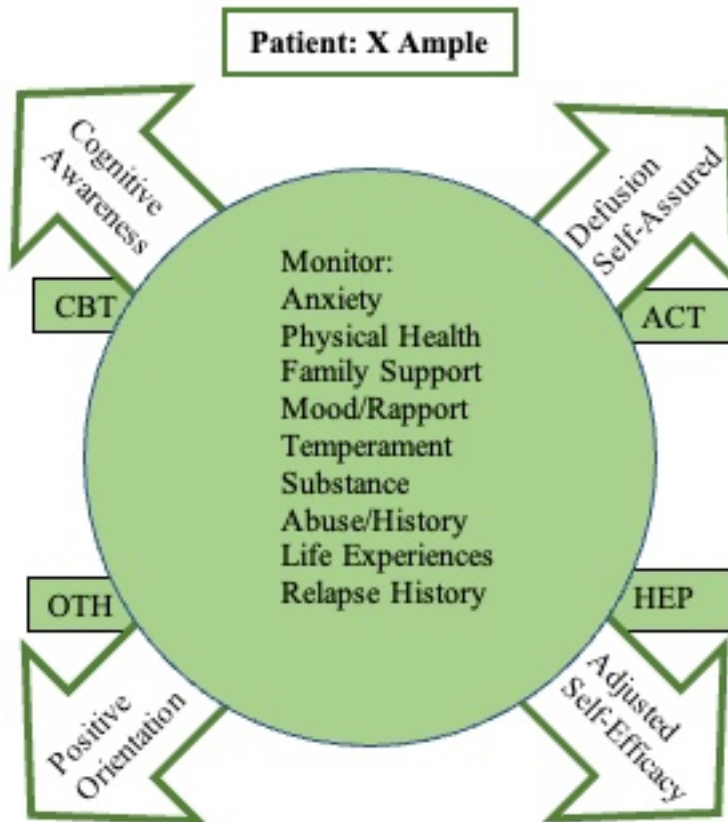 Patient: X Ample
Cognitive
Awareness
Defusion
Self-Assured
CBT
ACT
Monitor:
Anxiety
Physical Health
Family Support
Mood/Rapport
Temperament
Substance
Abuse/History
Life Experiences
Relapse History
OTH
HEP
Positive
Orientation
Adjusted
Self-Efficacy